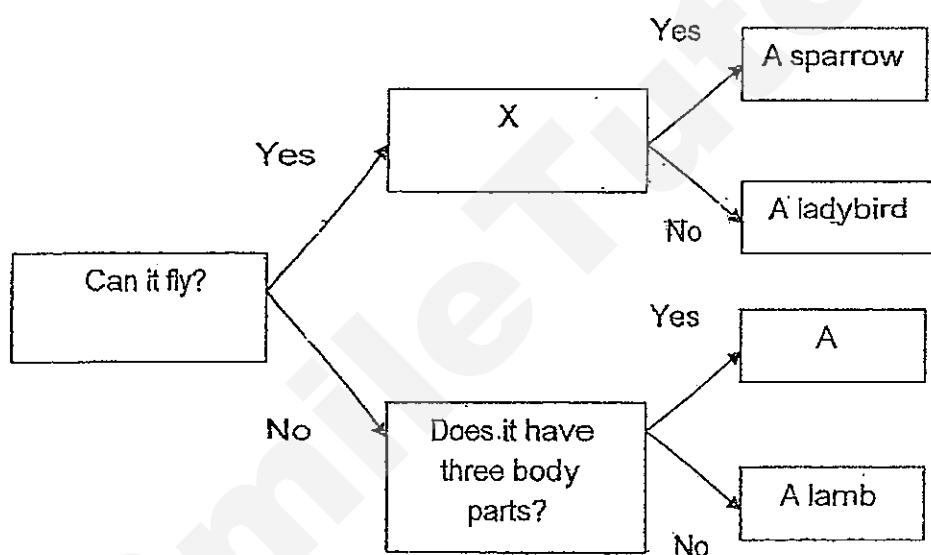 Yes
A sparrow
X
Yes
No
A ladybird
Can it fly?
Yes
A
No
Does it have
three body
parts?
A lamb
No